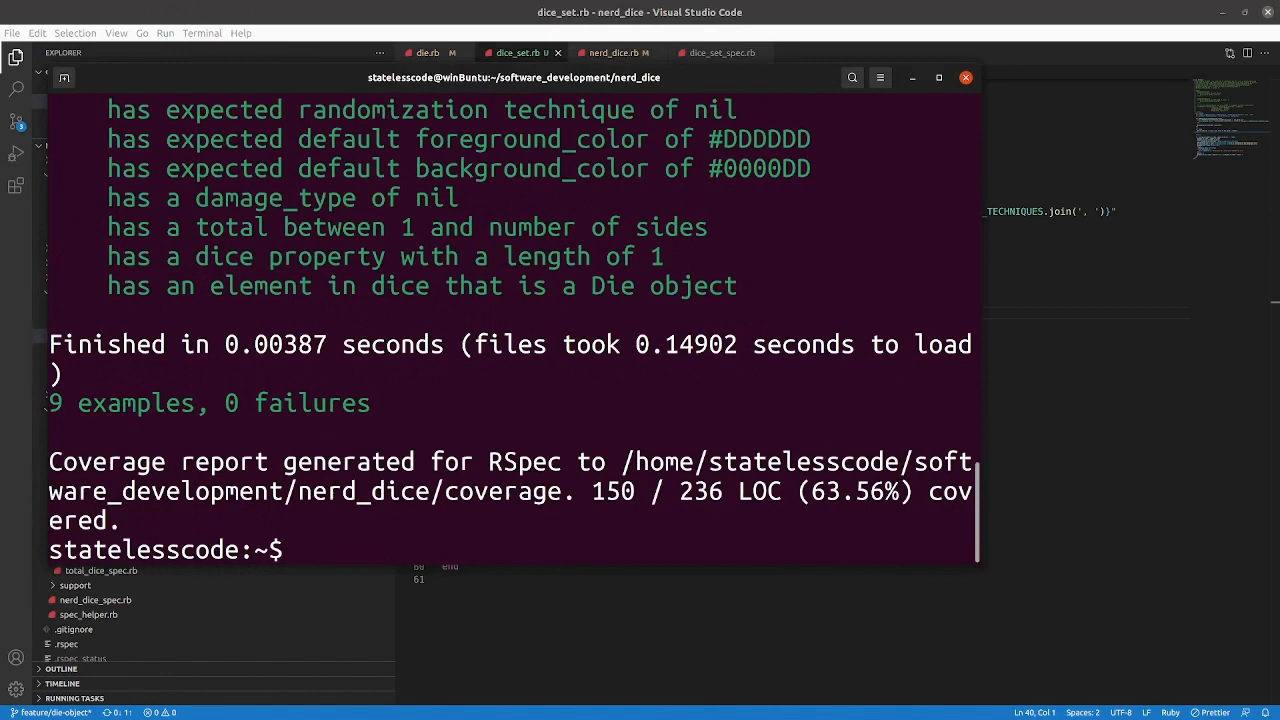 dice_set.rb - nerd_dice - Visual Studio Code
File Edit Selection View Go Run Terminal Help
EXPLORER
die.rb M
dice_set.rb U
nerd_dice.rb M
dice_set_spec.rb
statelesscode@winBuntu:~/software_development/nerd_dice
has expected randomization technique of nil
has expected default foreground_color of #DDDDDD
has expected default background_color of #0000DD
has a damage_type of nil
has a total between 1 and number of sides
has a dice property with a length of 1
has an element in dice that is a Die object
Finished in 0.00387 seconds (files took 0.14902 seconds to load
)
9 examples, 0 failures
Coverage report generated for RSpec to /home/statelesscode/soft
ware_development/nerd_dice/coverage. 150 / 236 LOC (63.56%) cov
ered.
statelesscode:~$
_TECHNIQUES.join(', ')}"
3
60 end
61
total_dice_spec.rb
support
nerd_dice_spec.rb
spec_helper.rb
.gitignore
.rspec
.rspec_status
OUTLINE
TIMELINE
RUNNING TASKS
feature/die-object* 0↓ 1↑ 0 0 Ln 40, Col 1 Spaces: 2 UTF-8 LF Ruby Prettier